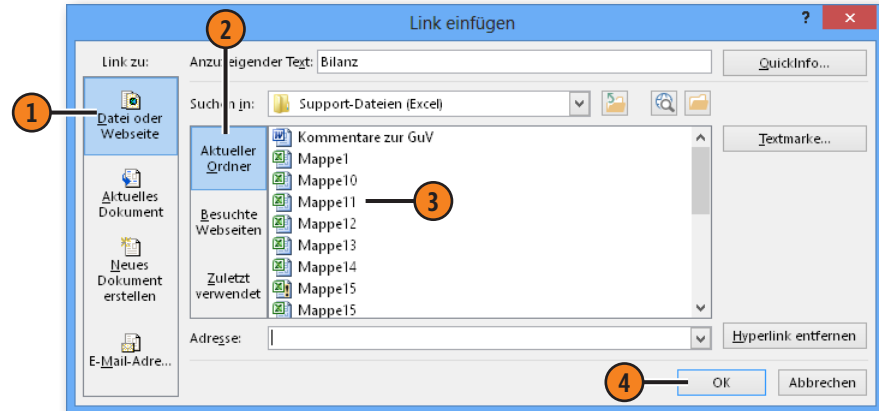 Link einfügen ? ×
2
Link zu: Anzuzeigender Text: Bilanz QuickInfo...
1
Datei oder
Webseite
Suchen in: Support-Dateien (Excel)
Aktueller
Ordner
Kommentare zur GuV
Textmarke...
Mappe1
Mappe10
Aktuelles
Dokument
Mappe11
3
Besuchte
Webseiten
Mappe12
Mappe13
Neues
Dokument
erstellen
Mappe14
Zuletzt
verwendet
Mappe15
Mappe15
E-Mail-Adre...
Adresse:
Hyperlink entfernen
4
OK Abbrechen